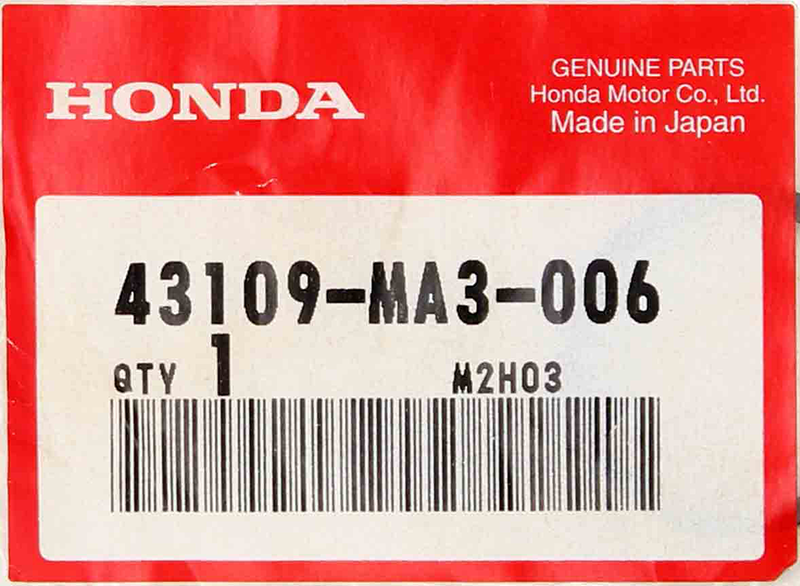 HONDA
GENUINE PARTS
Honda Motor Co., Ltd.
Made in Japan
43109-MA3-006
QTY 1 M2H03